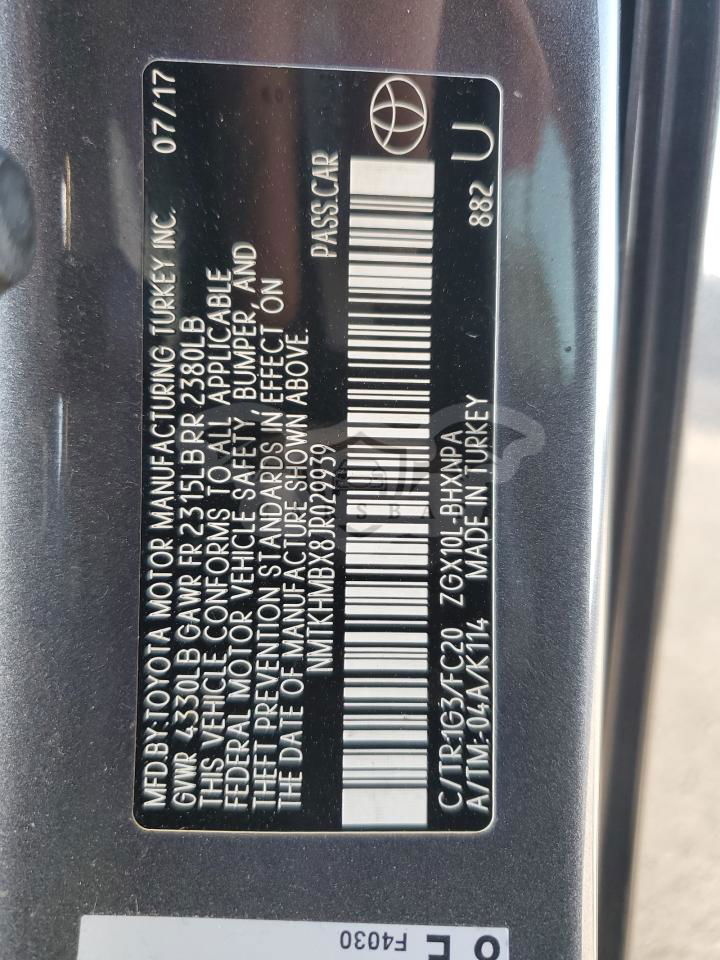 MFD.BY:TOYOTA MOTOR MANUFACTURING TURKEY INC. 07/17
GVWR 4330LB GAWR FR 2315LB RR 2380LB
THIS VEHICLE CONFORMS TO ALL APPLICABLE
FEDERAL MOTOR VEHICLE SAFETY, BUMPER, AND
THEFT PREVENTION STANDARDS IN EFFECT ON
THE DATE OF MANUFACTURE SHOWN ABOVE.
NMTKHMBX8JR029939 PASS.CAR
C/TR:1G3/FC20 ZGX10L-BHXNPA 882 U
A/TM:-04A/K114 MADE IN TURKEY
F4030